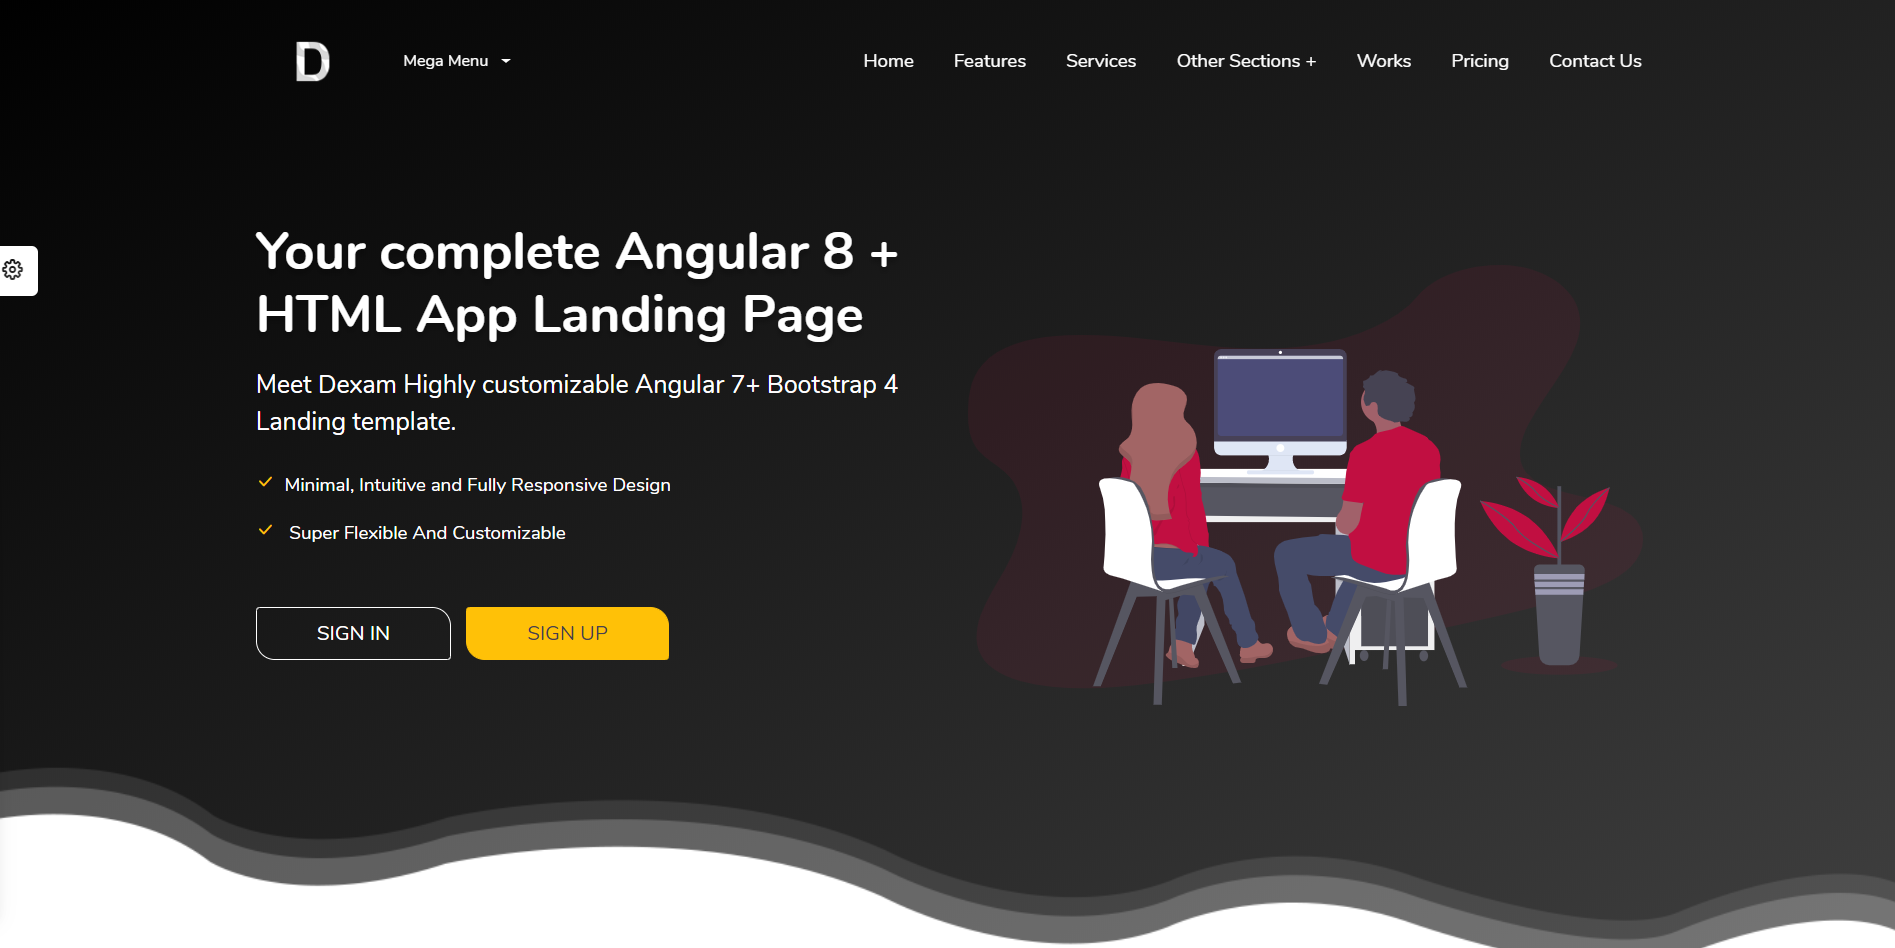 D
Mega Menu
Home Features Services Other Sections + Works Pricing Contact Us
Your complete Angular 8 +
HTML App Landing Page
Meet Dexam Highly customizable Angular 7+ Bootstrap 4
Landing template.
Minimal, Intuitive and Fully Responsive Design
Super Flexible And Customizable
SIGN IN SIGN UP